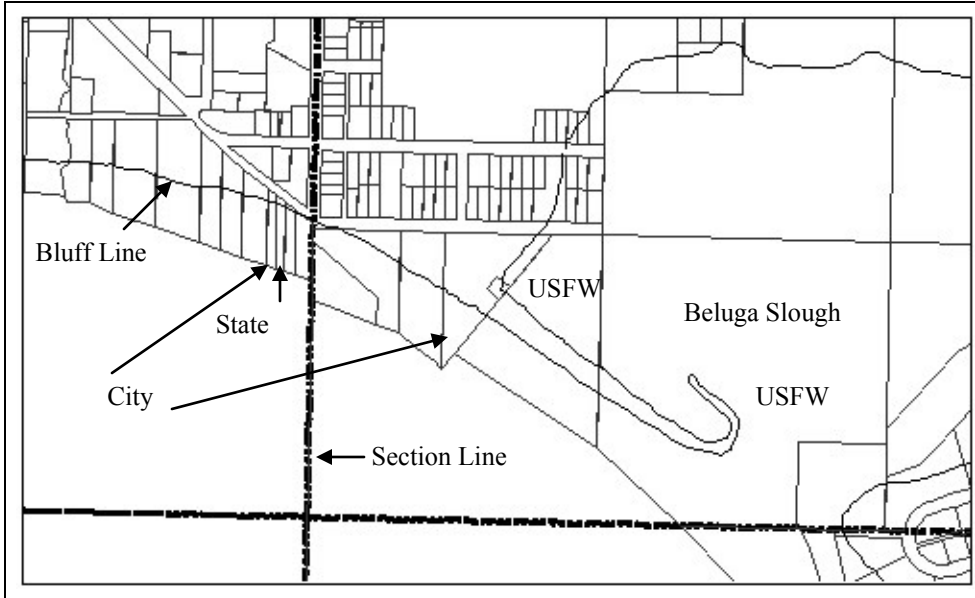 Bluff Line
USFW
Beluga Slough
State
City
USFW
Section Line